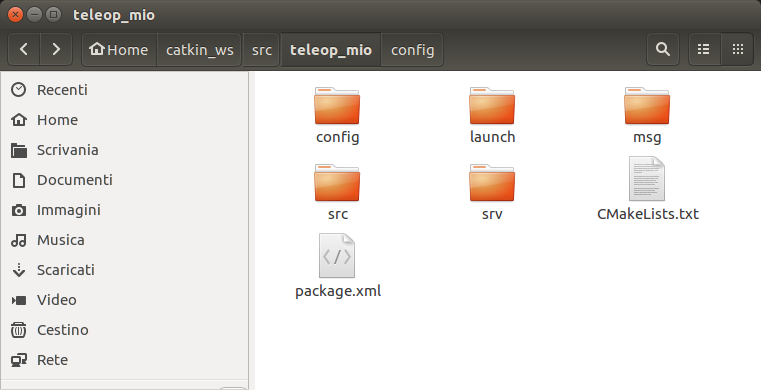 teleop_mio
Home catkin_ws src teleop_mio config
Recenti
Home
Scrivania
Documenti
Immagini
Musica
Scaricati
Video
Cestino
Rete
config launch msg
src srv CMakeLists.txt
package.xml